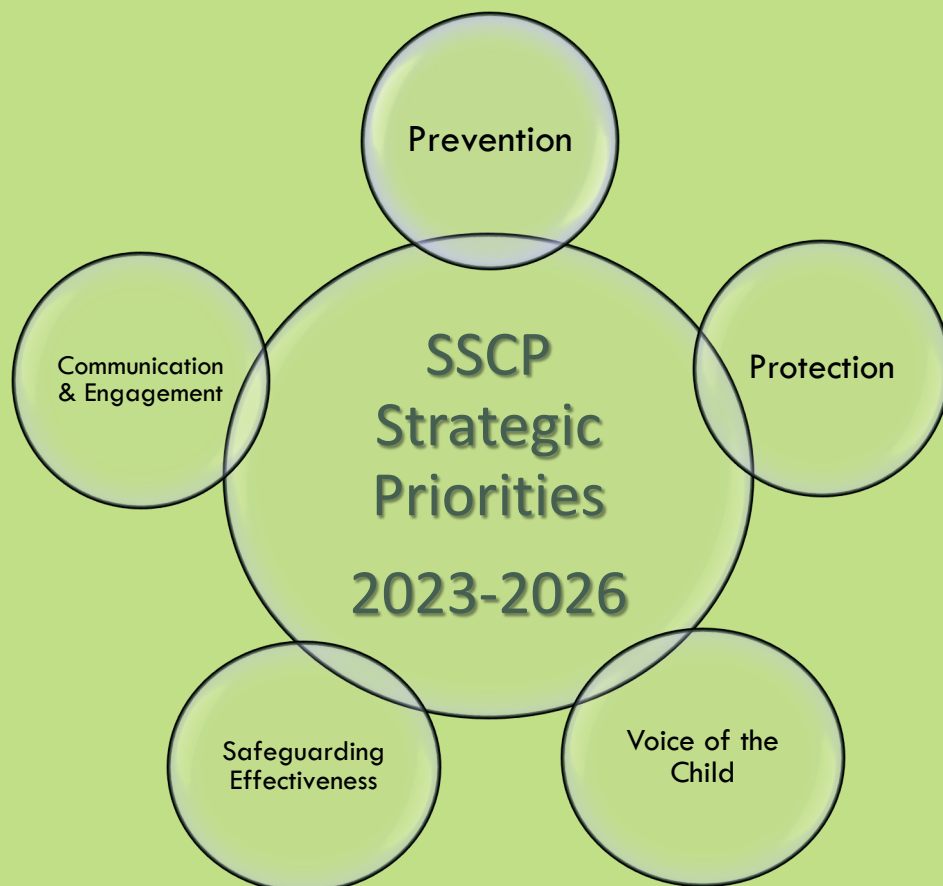 Prevention
Communication
& Engagement
Protection
SSCP
Strategic
Priorities
2023-2026
Safeguarding
Effectiveness
Voice of the
Child